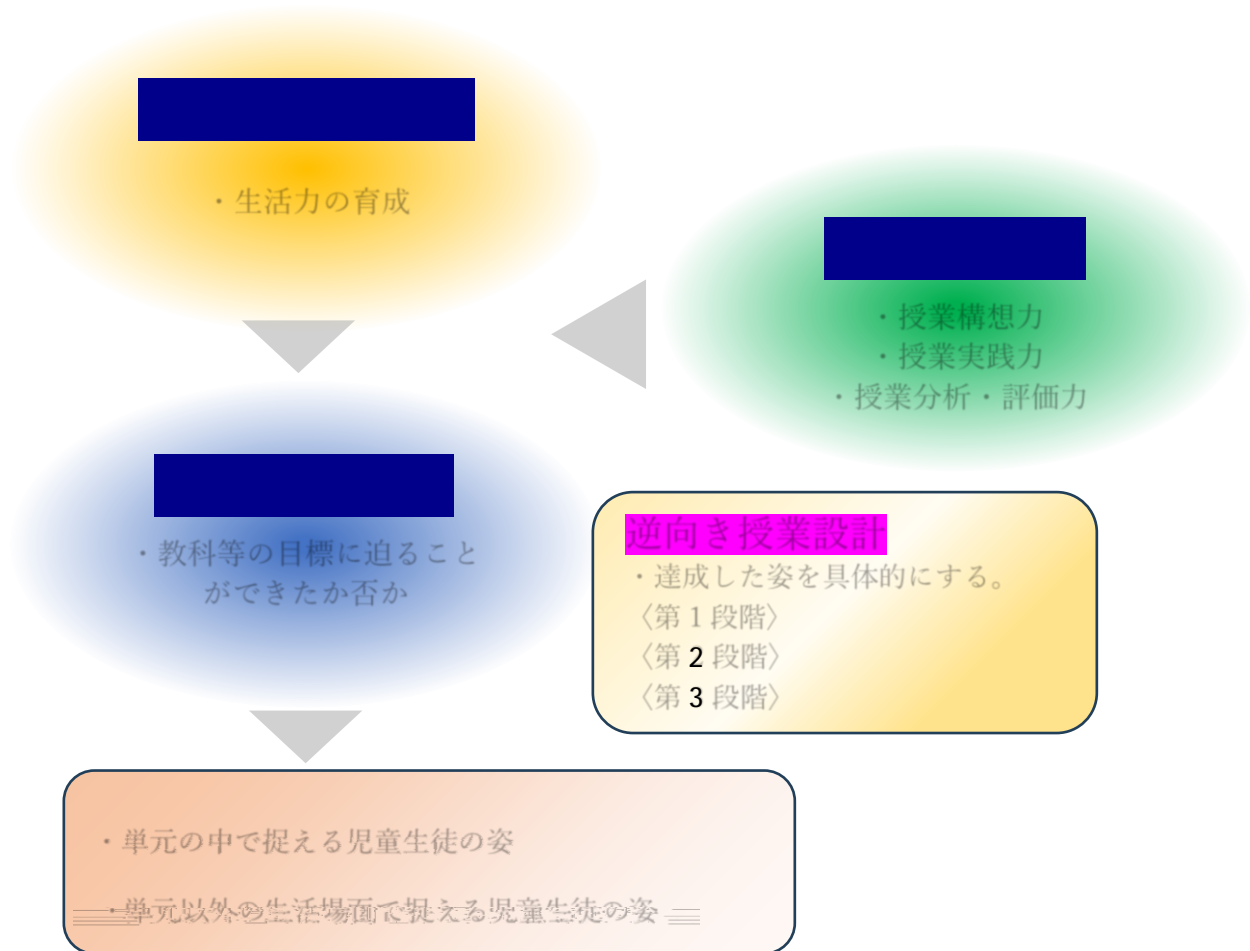 ・生活力の育成
・授業構想力
・授業実践力
・授業分析・評価力
・教科等の目標に迫ること
ができたか否か
逆向き授業設計
・達成した姿を具体的にする。
〈第1段階〉
〈第2段階〉
〈第3段階〉
・単元の中で捉える児童生徒の姿
・単元以外の生活場面で捉える児童生徒の姿